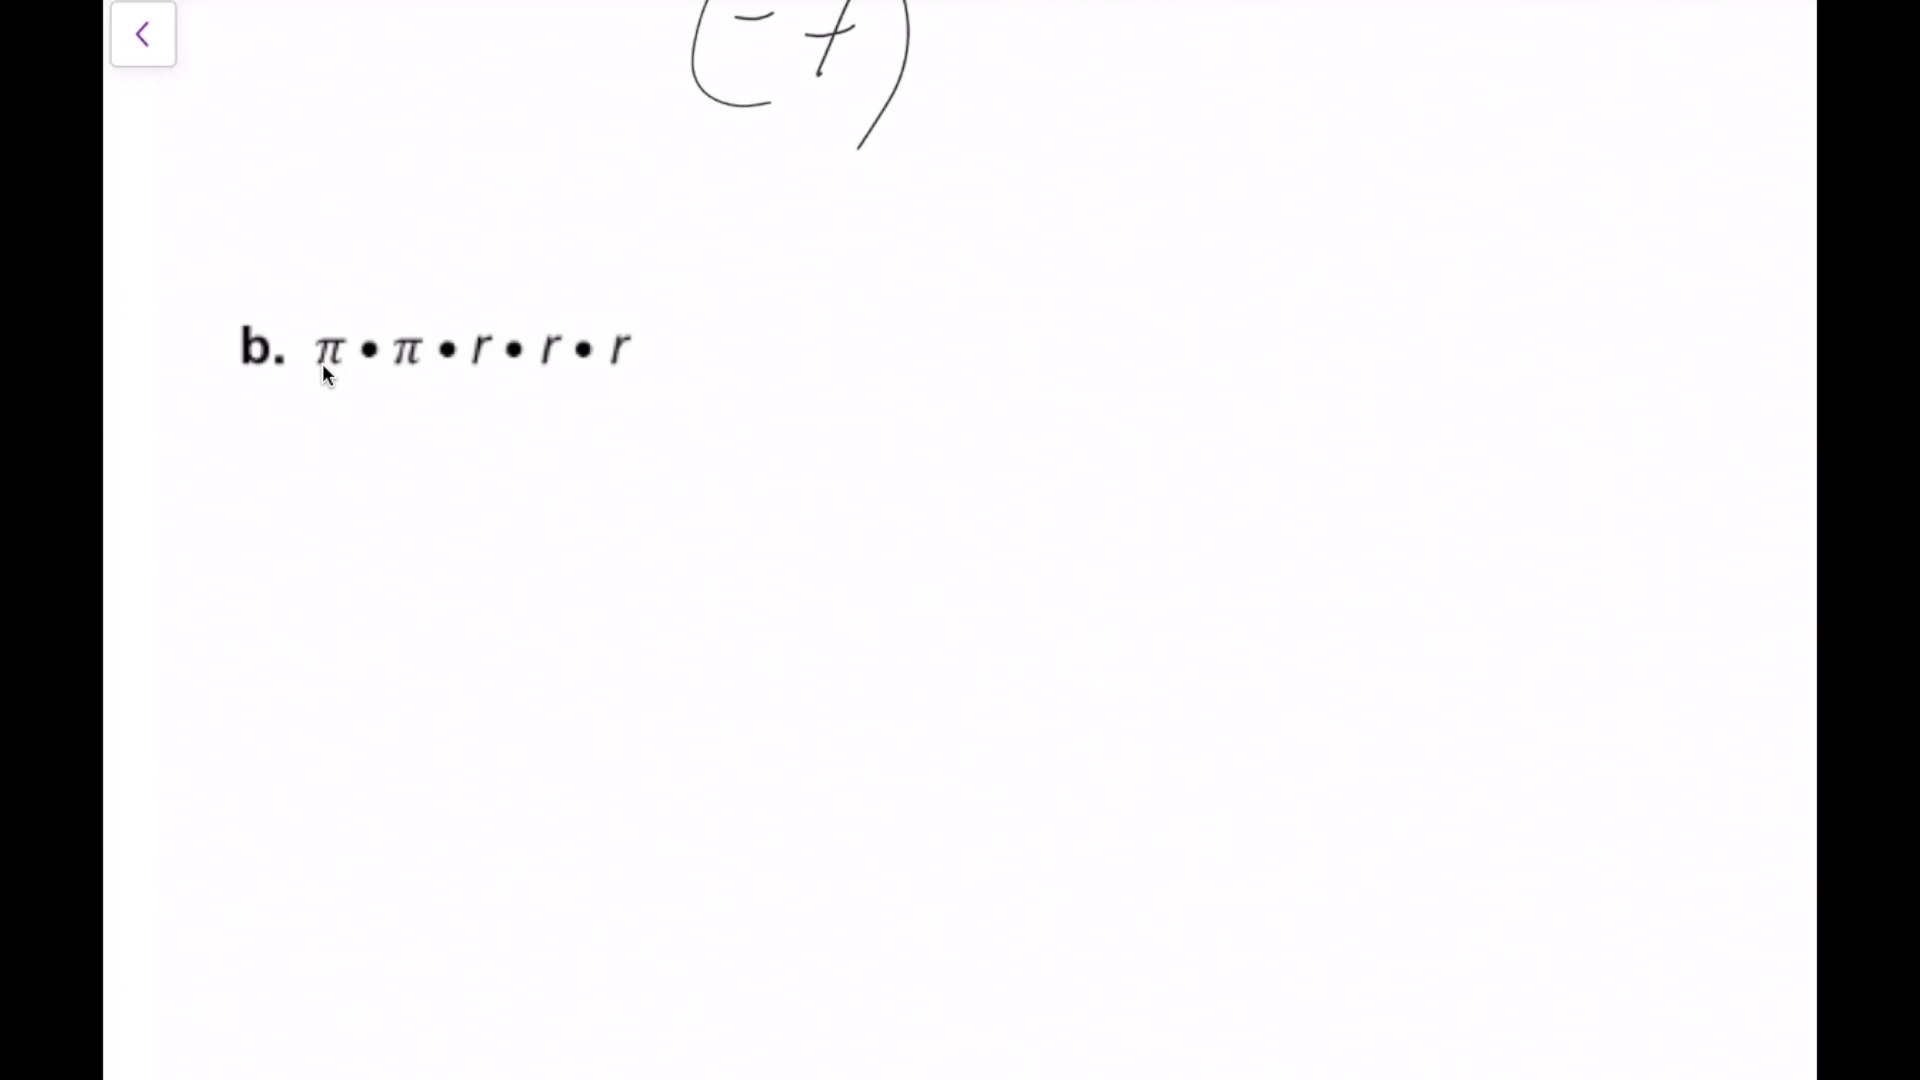 (-7)
b. π • π • r • r • r